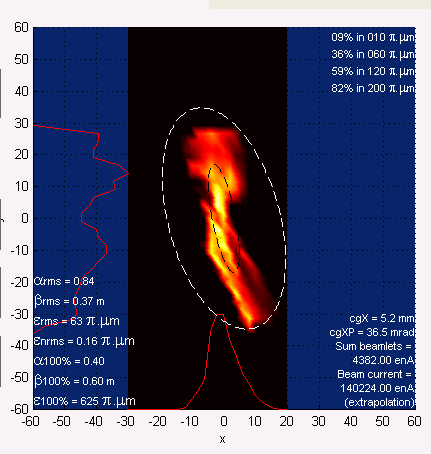 60
50
40
30
20
10
0
-10
-20
-30
-40
-50
-60
09% in 010 π.μm
36% in 060 π.μm
59% in 120 π.μm
82% in 200 π.μm
αrms = 0.84
βrms = 0.37 m
εrms = 63 π.μm
εnrms = 0.16 π.μm
α100% = 0.40
β100% = 0.60 m
ε100% = 625 π.μm
cgX = 5.2 mm
cgXP = 36.5 mrad
Sum beamlets =
4382.00 enA
Beam current =
140224.00 enA
(extrapolation)
-60 -50 -40 -30 -20 -10 0 10 20 30 40 50 60
x